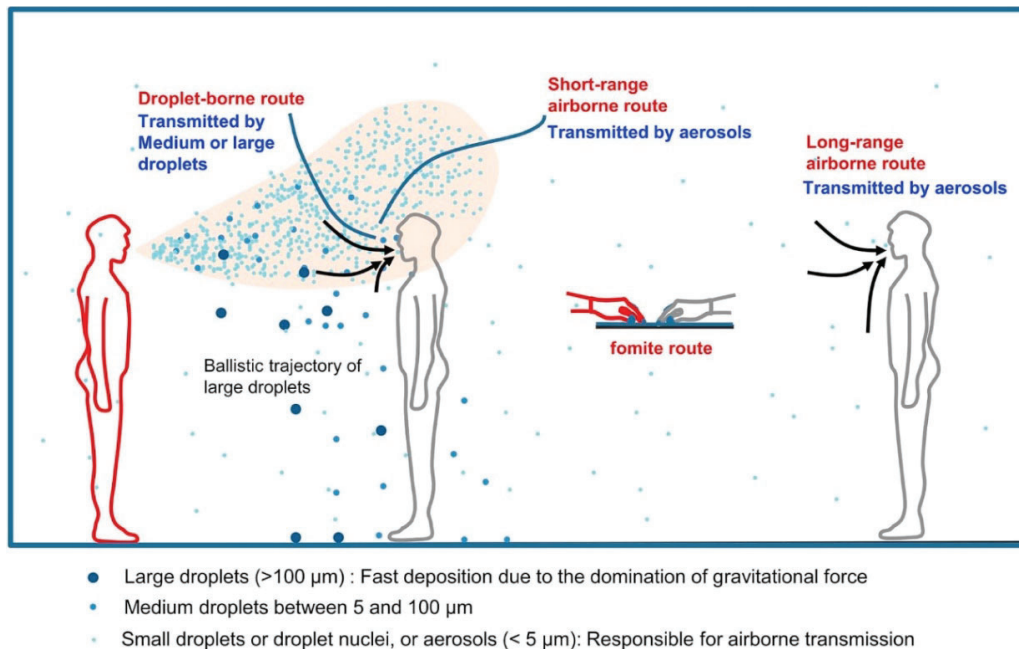 Droplet-borne route
Transmitted by
Medium or large
droplets
Short-range
airborne route
Transmitted by aerosols
Long-range
airborne route
Transmitted by aerosols
Ballistic trajectory of
large droplets
fomite route
Large droplets (>100 μm) : Fast deposition due to the domination of gravitational force
Medium droplets between 5 and 100 μm
Small droplets or droplet nuclei, or aerosols (< 5 μm): Responsible for airborne transmission